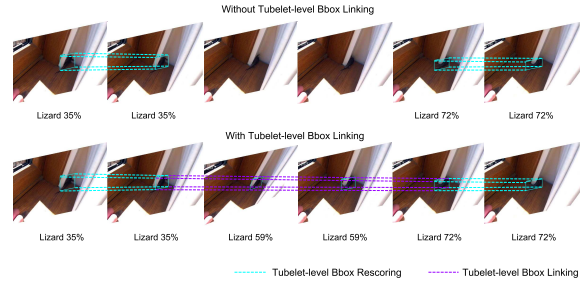 Without Tubelet-level Bbox Linking
Lizard 35% Lizard 35% Lizard 72% Lizard 72%
With Tubelet-level Bbox Linking
Lizard 35% Lizard 35% Lizard 59% Lizard 59% Lizard 72% Lizard 72%
Tubelet-level Bbox Rescoring Tubelet-level Bbox Linking